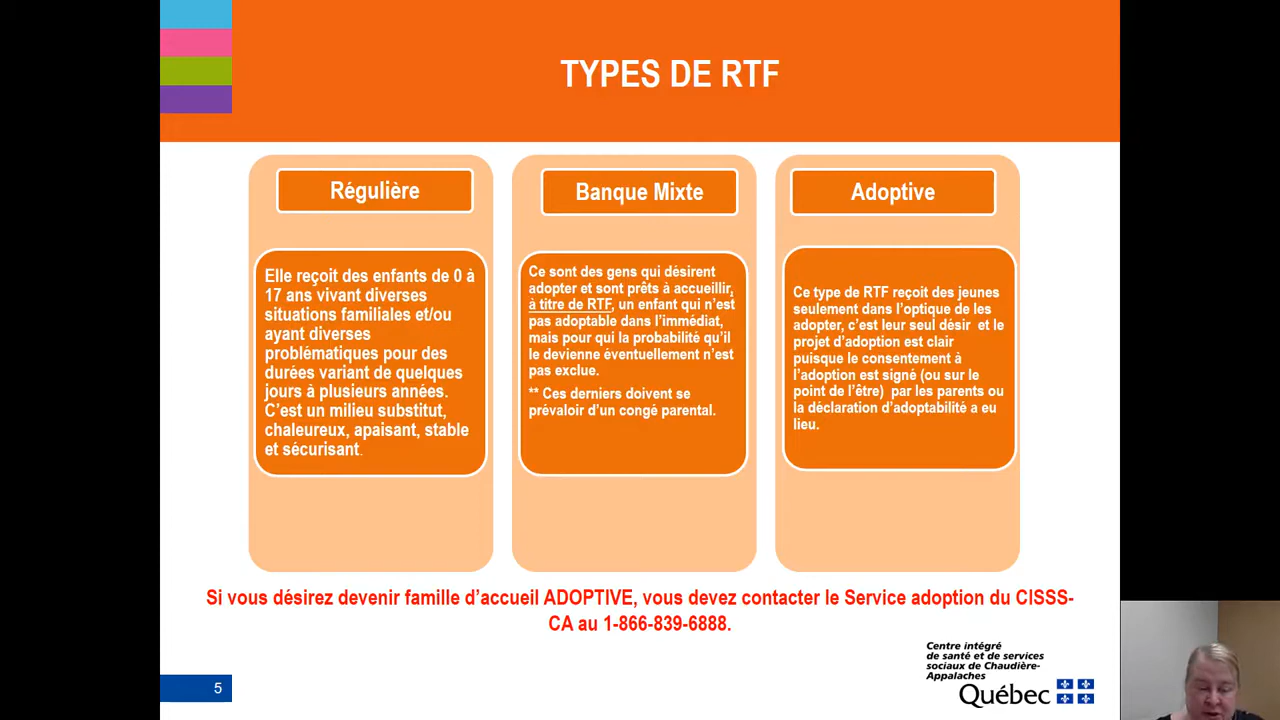 TYPES DE RTF
Régulière
Elle reçoit des enfants de 0 à
17 ans vivant diverses
situations familiales et/ou
ayant diverses
problématiques pour des
durées variant de quelques
jours à plusieurs années.
C’est un milieu substitut,
chaleureux, apaisant, stable
et sécurisant.
Banque Mixte
Ce sont des gens qui désirent
adopter et sont prêts à accueillir,
à titre de RTF, un enfant qui n’est
pas adoptable dans l’immédiat,
mais pour qui la probabilité qu’il
le devienne éventuellement n’est
pas exclue.
** Ces derniers doivent se
prévaloir d’un congé parental.
Adoptive
Ce type de RTF reçoit des jeunes
seulement dans l’optique de les
adopter, c’est leur seul désir et le
projet d’adoption est clair
puisque le consentement à
l’adoption est signé (ou sur le
point de l’être) par les parents ou
la déclaration d’adoptabilité a eu
lieu.
Si vous désirez devenir famille d’accueil ADOPTIVE, vous devez contacter le Service adoption du CISSS-
CA au 1-866-839-6888.
Centre intégré
de santé et de services
sociaux de Chaudière-
Appalaches
Québec
5